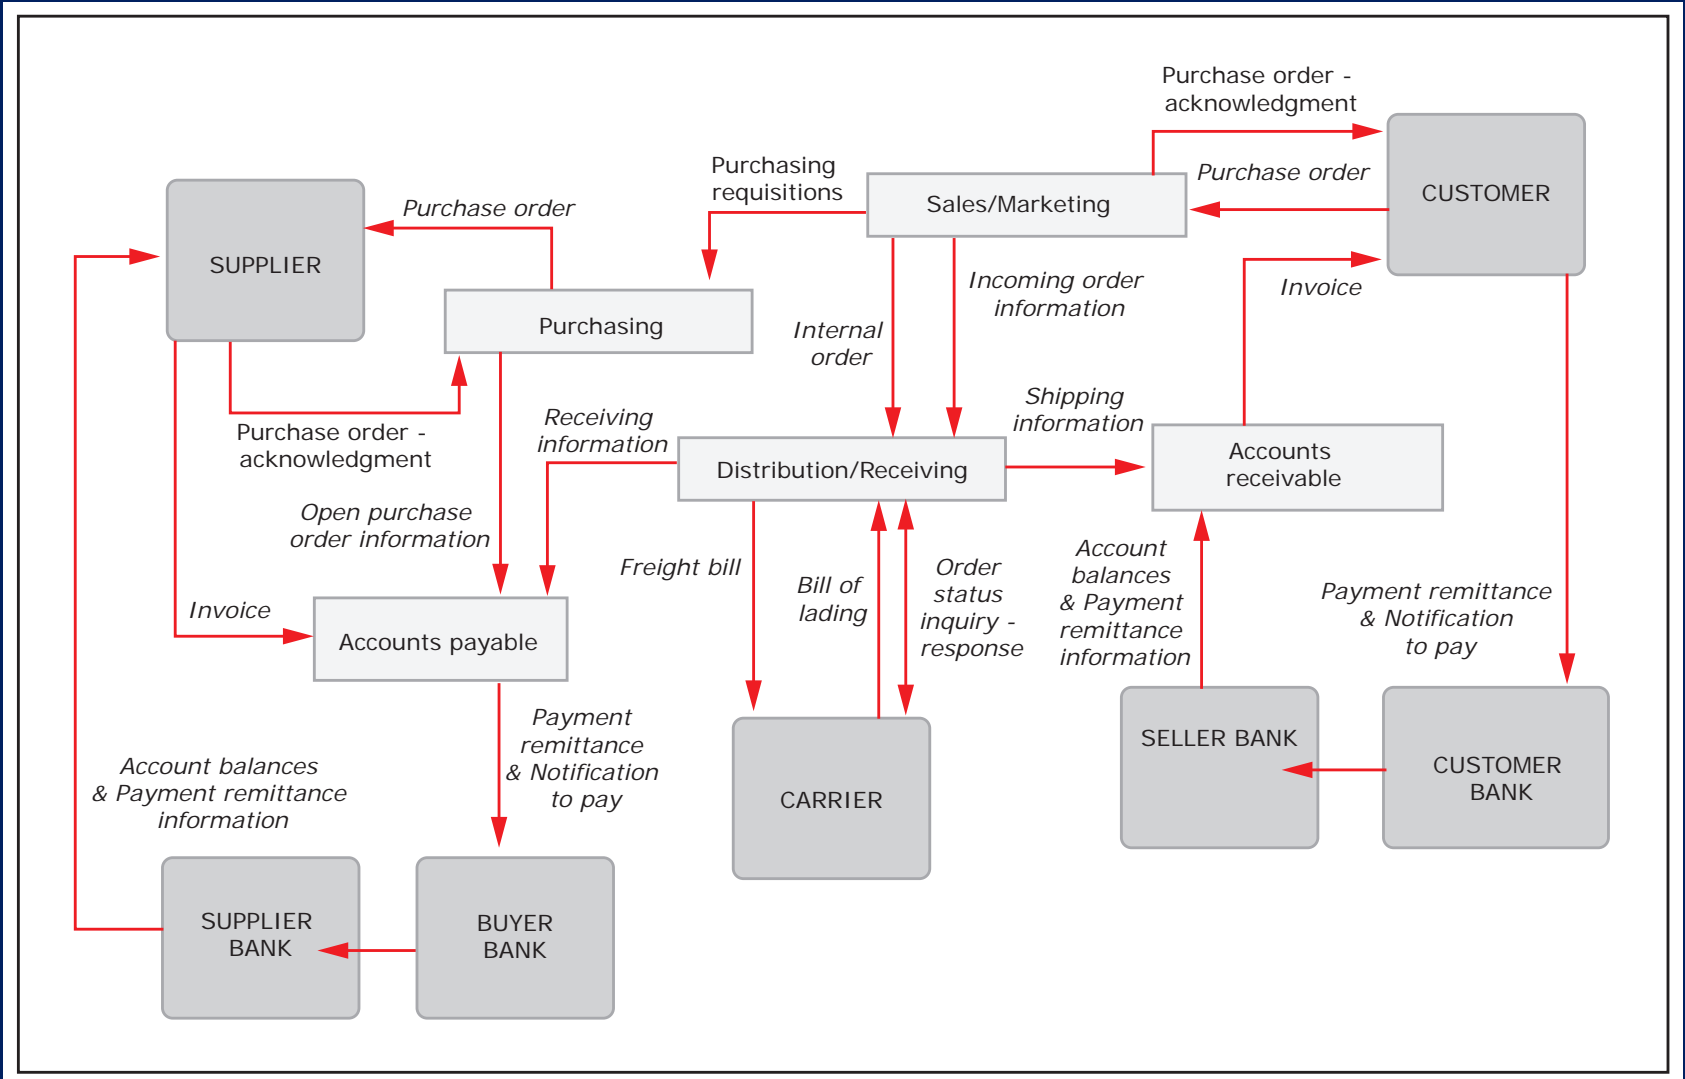 Purchase order -
acknowledgment
CUSTOMER
Purchase order
Purchasing
requisitions
Sales/Marketing
Purchase order
SUPPLIER
Incoming order
information
Invoice
Purchasing
Internal
order
Shipping
information
Receiving
information
Purchase order -
acknowledgment
Distribution/Receiving
Accounts
receivable
Open purchase
order information
Freight bill
Bill of
lading
Order
status
inquiry -
response
Account
balances
& Payment
remittance
information
Payment remittance
& Notification
to pay
Invoice
Accounts payable
Payment
remittance
& Notification
to pay
SELLER BANK
CUSTOMER
BANK
Account balances
& Payment remittance
information
CARRIER
SUPPLIER
BANK
BUYER
BANK